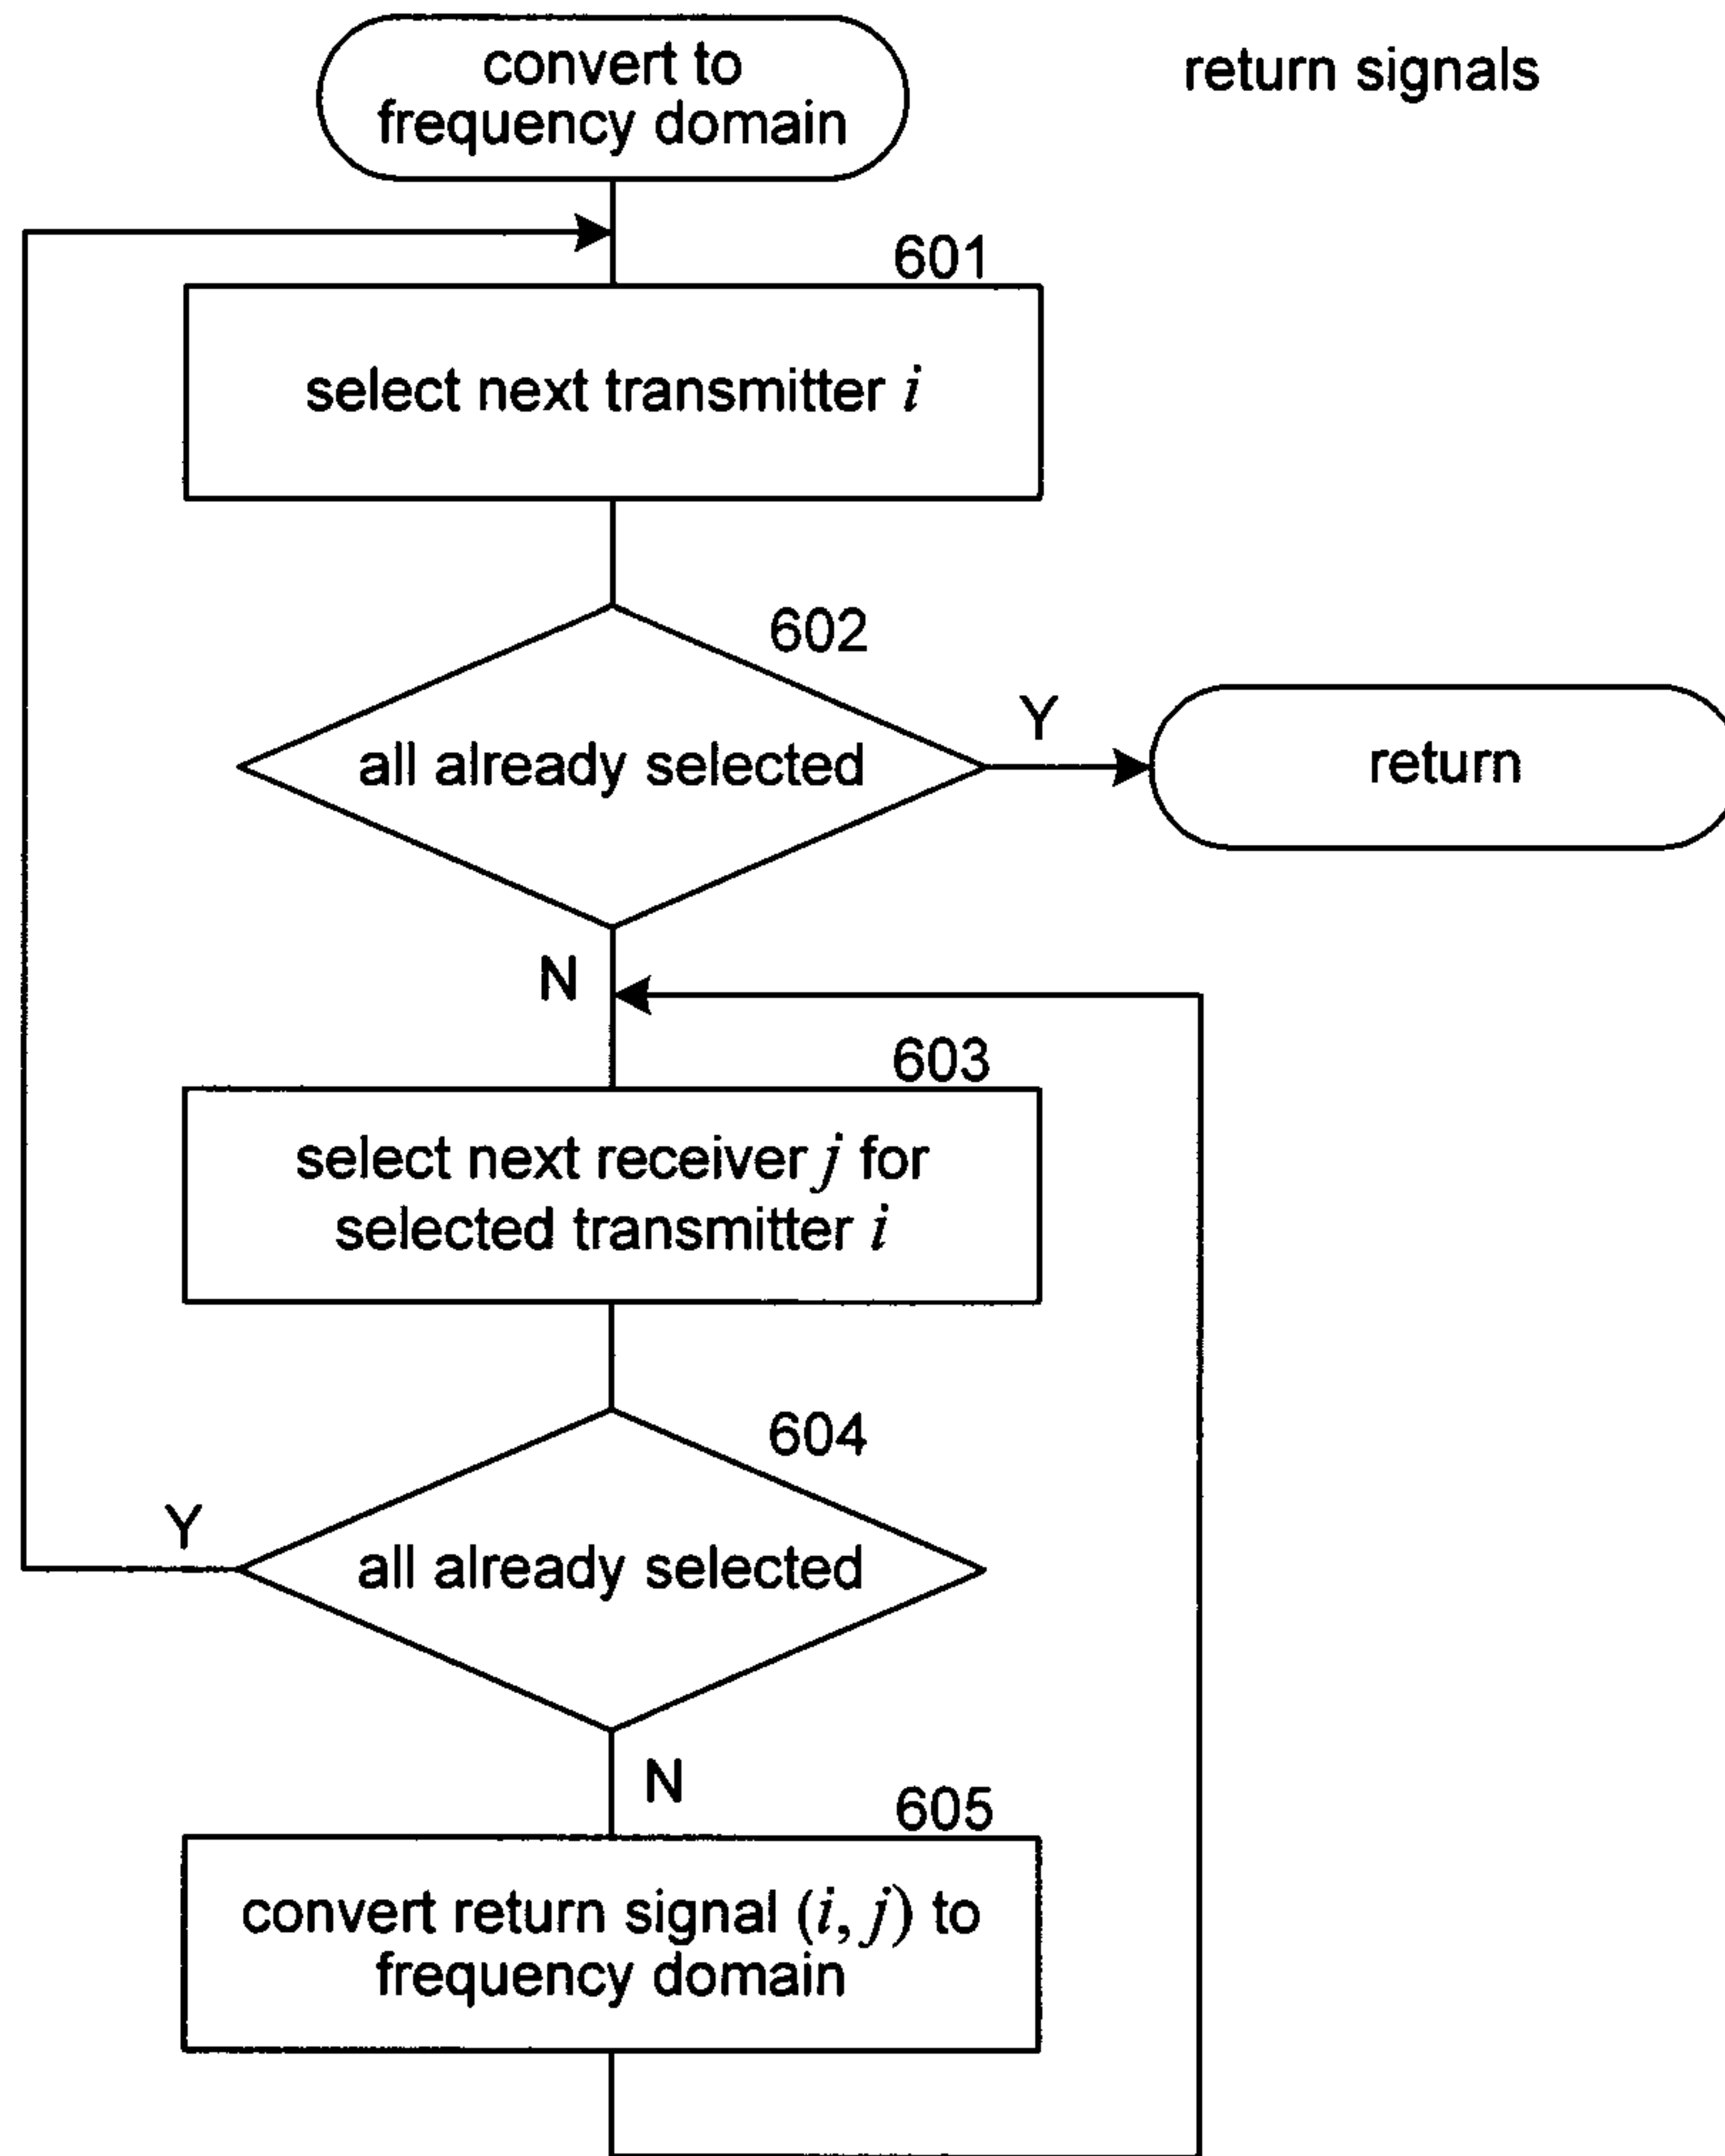 convert to
frequency domain
return signals
601
select next transmitter i
602
all already selected
Y
return
N
603
select next receiver j for
selected transmitter i
604
all already selected
Y
N
605
convert return signal (i, j) to
frequency domain